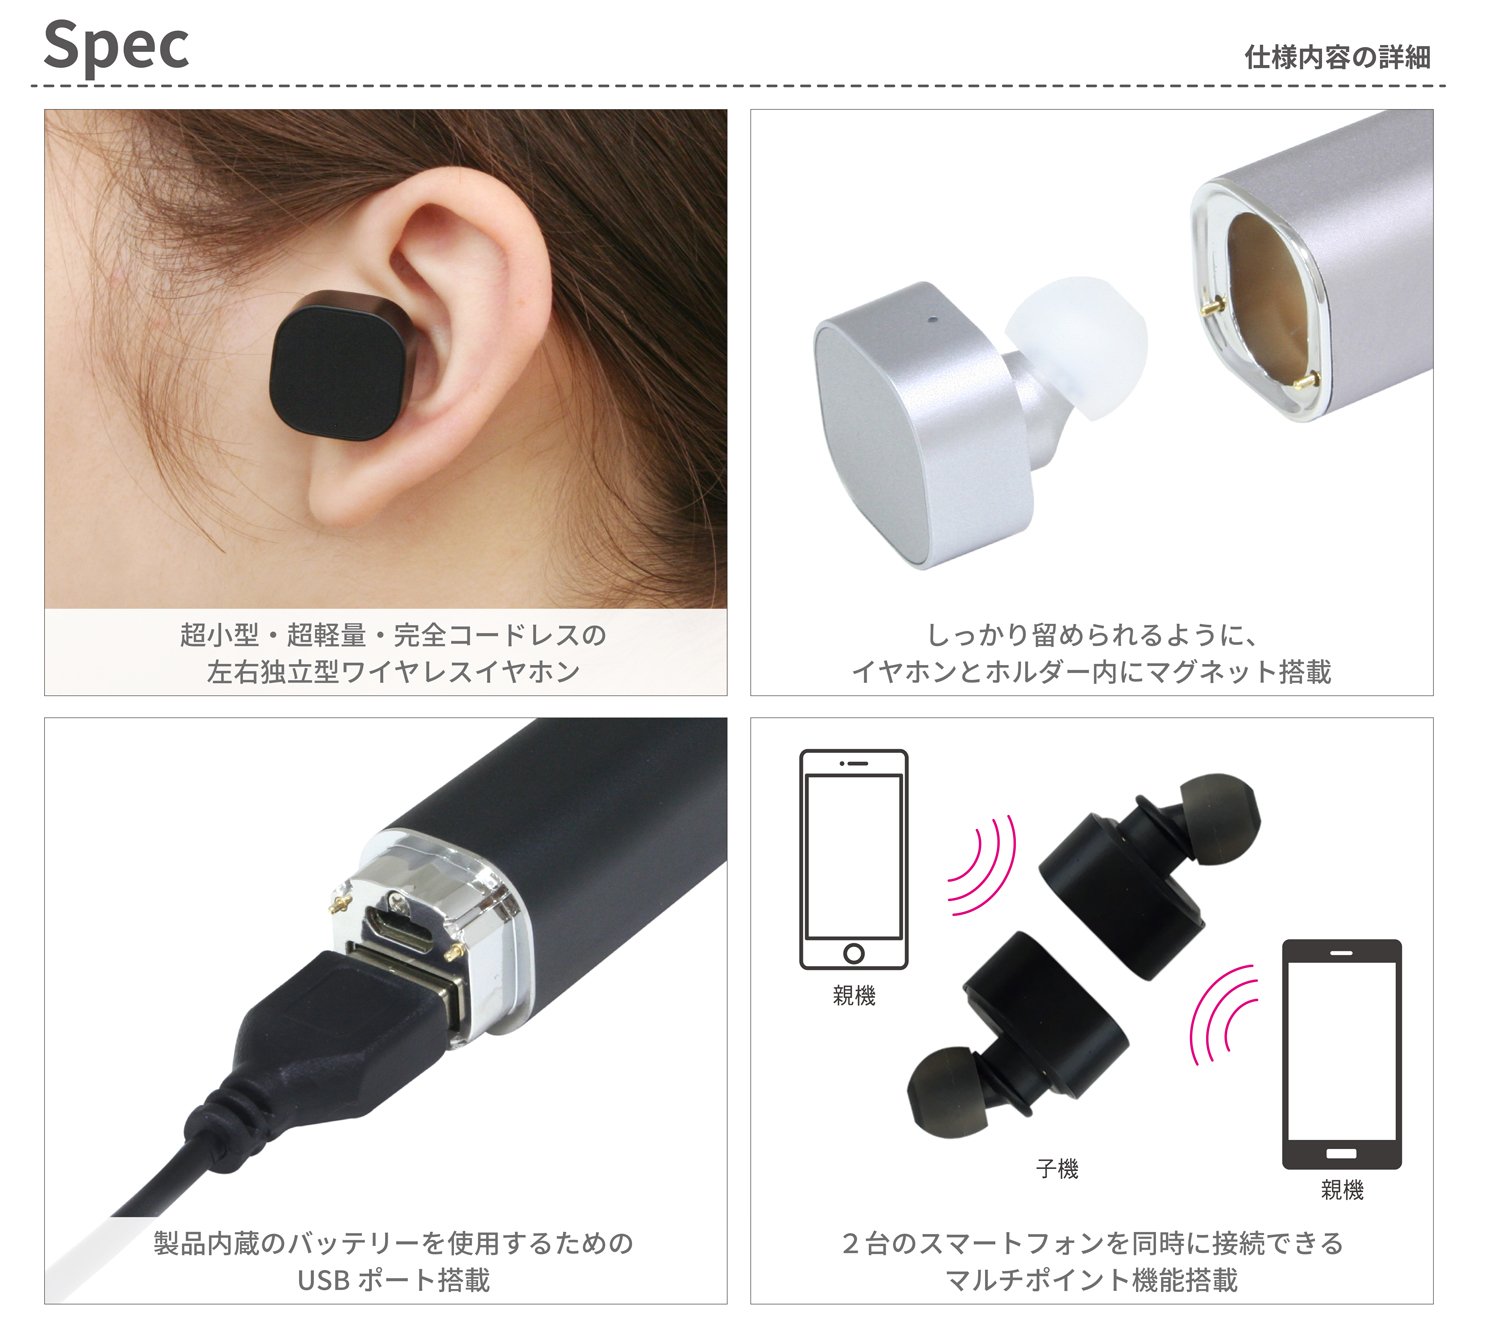 Spec
仕様内容の詳細
超小型・超軽量・完全コードレスの
左右独立型ワイヤレスイヤホン
しっかり留められるように、
イヤホンとホルダー内にマグネット搭載
製品内蔵のバッテリーを使用するための
USB ポート搭載
親機
子機
親機
２台のスマートフォンを同時に接続できる
マルチポイント機能搭載